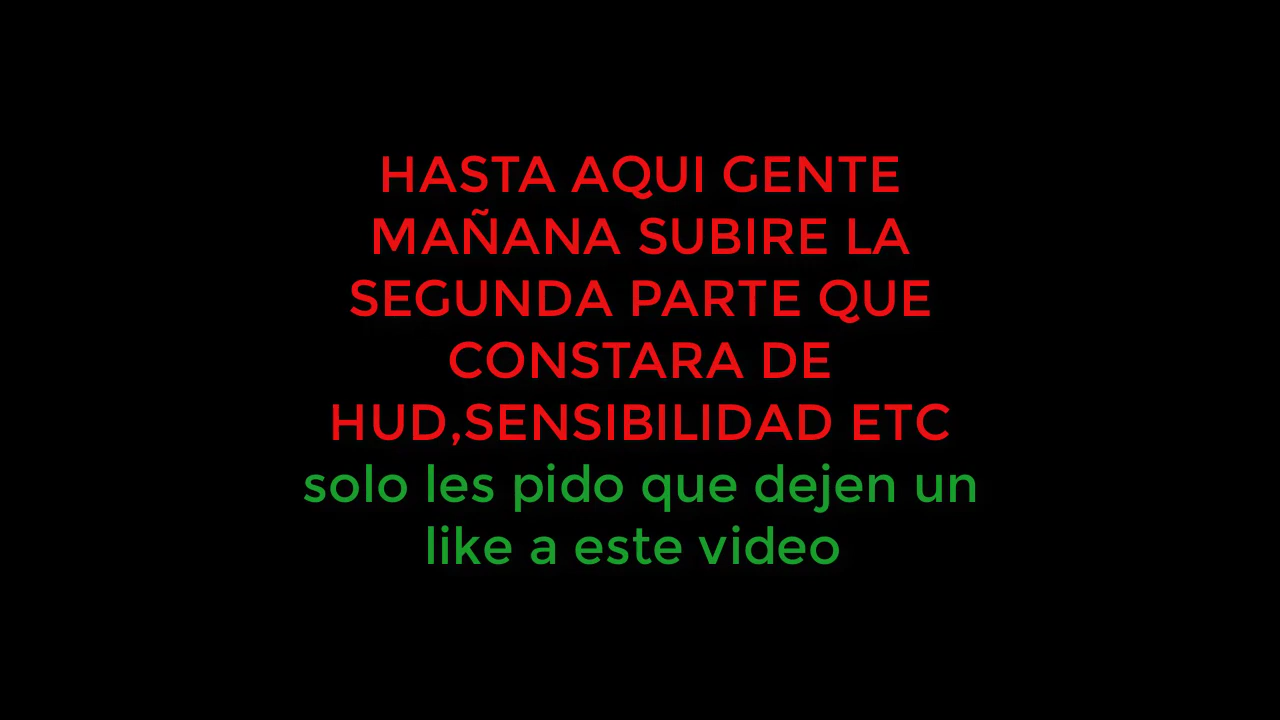 HASTA AQUI GENTE
MAÑANA SUBIRE LA
SEGUNDA PARTE QUE
CONSTARA DE
HUD,SENSIBILIDAD ETC
solo les pido que dejen un
like a este video